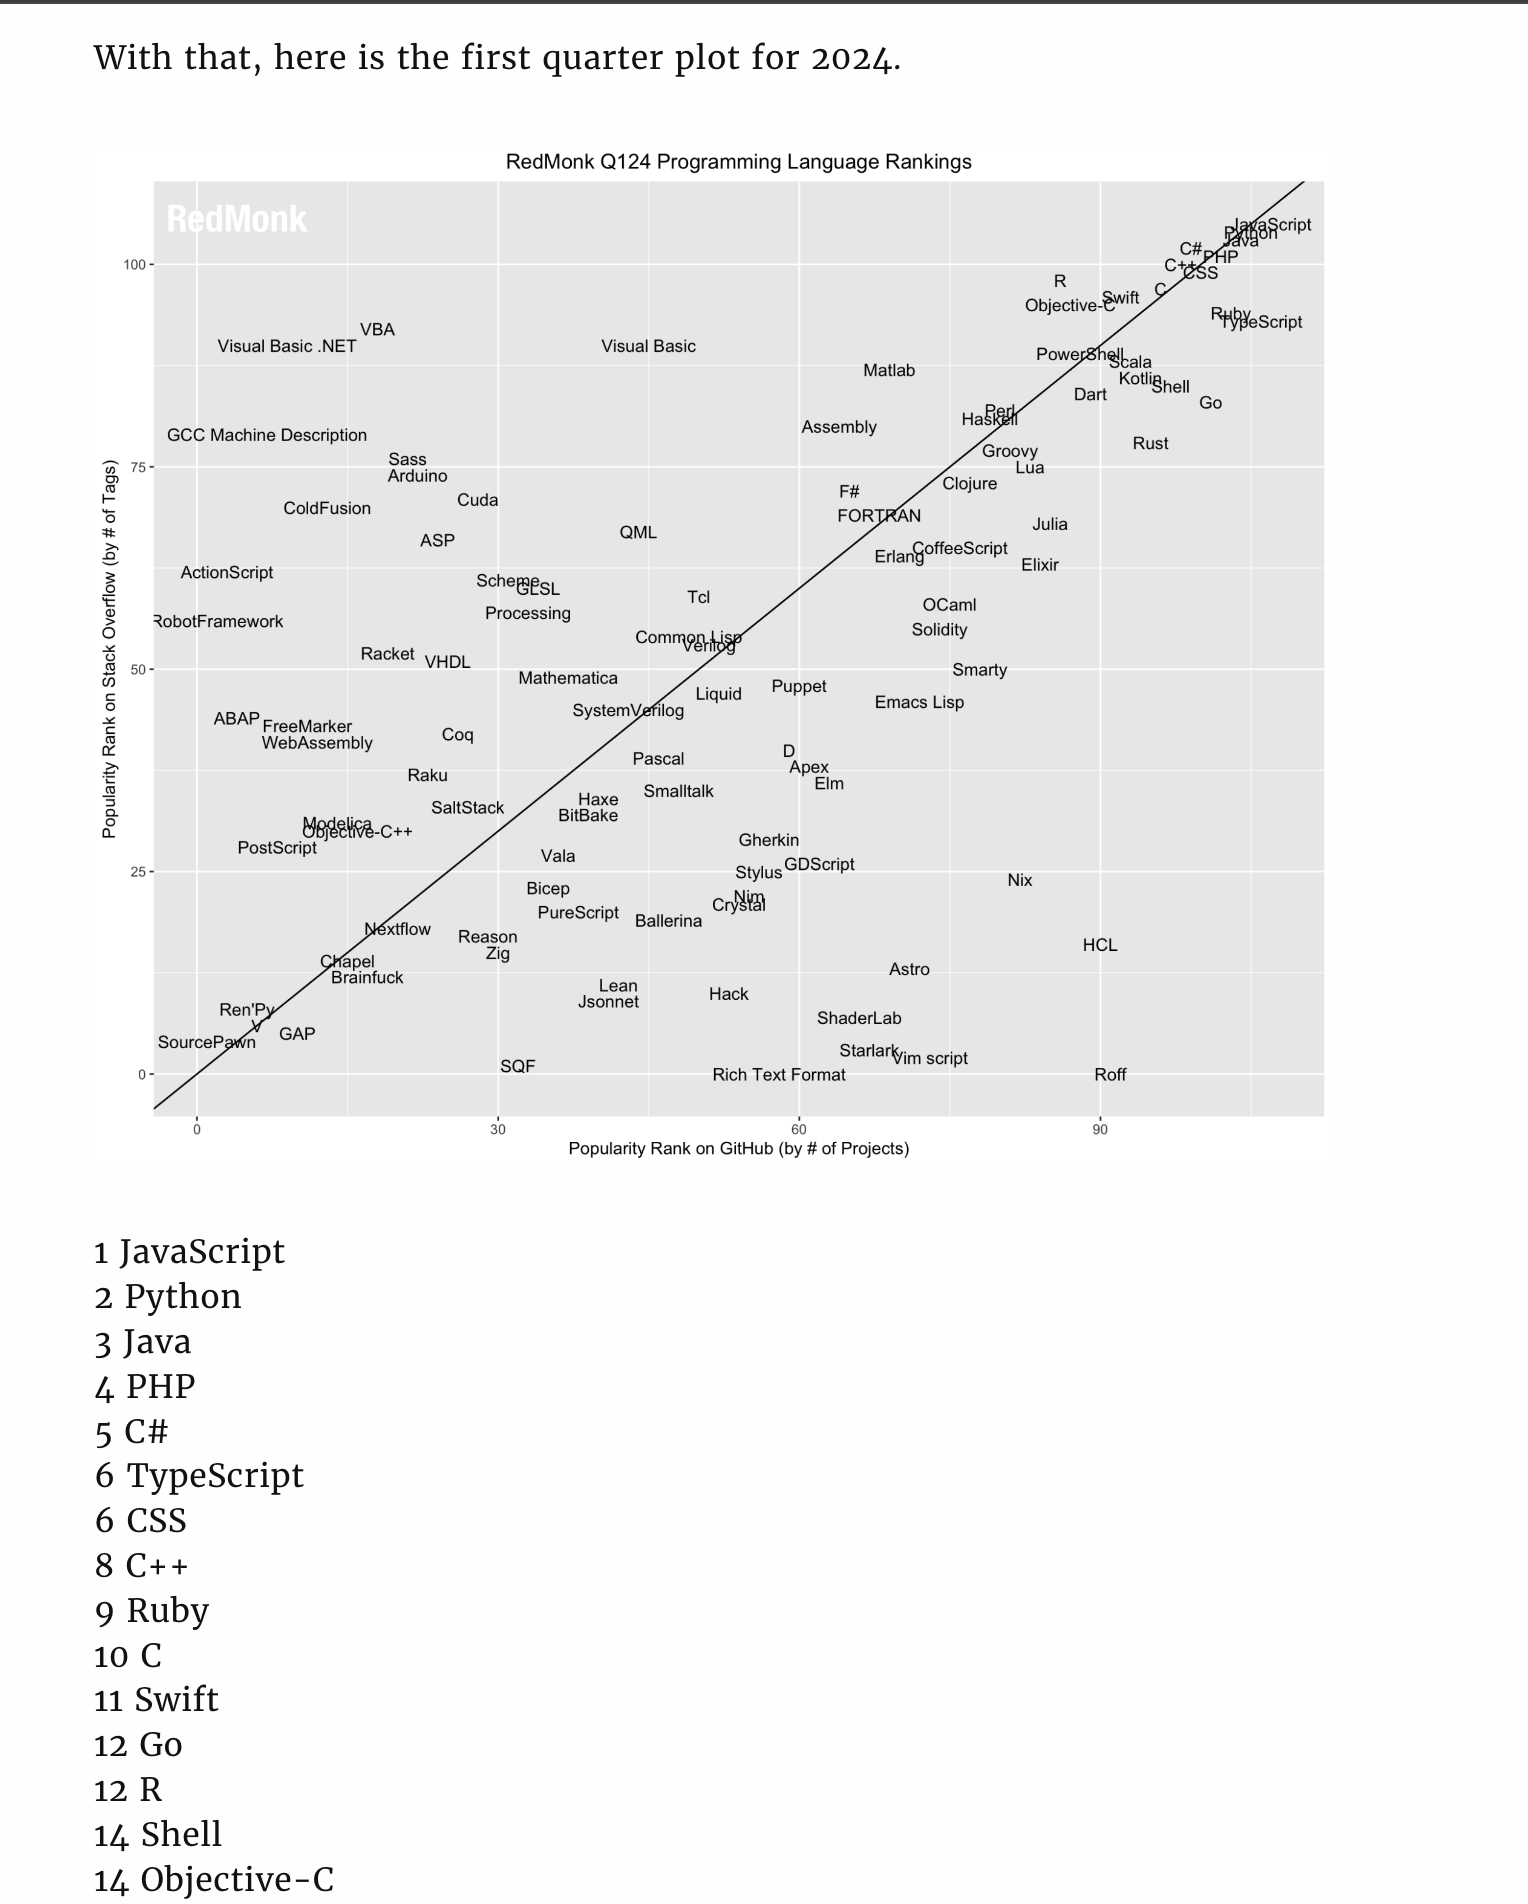 With that, here is the first quarter plot for 2024.
RedMonk Q124 Programming Language Rankings
RedMonk
JavaScript
Python
Java
C#
PHP
C++
CSS
100
R
C
Swift
Objective-C
Ruby
TypeScript
VBA
Visual Basic .NET
Visual Basic
PowerShell
Scala
Matlab
Kotlin
Shell
Dart
Go
Perl
Haskell
Assembly
GCC Machine Description
Rust
Groovy
Sass
Lua
75
Arduino
Clojure
F#
Cuda
ColdFusion
FORTRAN
Julia
QML
ASP
CoffeeScript
Erlang
Elixir
ActionScript
Scheme
GLSL
Tcl
OCaml
Processing
RobotFramework
Solidity
Common Lisp
Verilog
Racket
VHDL
50
Smarty
Mathematica
Puppet
Liquid
Emacs Lisp
SystemVerilog
ABAP
FreeMarker
Coq
WebAssembly
D
Pascal
Apex
Raku
Elm
Smalltalk
Haxe
SaltStack
BitBake
Modelica
Objective-C++
Gherkin
PostScript
Vala
GDScript
25
Stylus
Nix
Bicep
Nim
Crystal
PureScript
Ballerina
Nextflow
Reason
HCL
Zig
Chapel
Astro
Brainfuck
Lean
Hack
Jsonnet
Ren'Py
ShaderLab
V
GAP
SourcePawn
Starlark
Vim script
SQF
0
Rich Text Format
Roff
0
30
60
90
Popularity Rank on Stack Overflow (by # of Tags)
Popularity Rank on GitHub (by # of Projects)
1 JavaScript
2 Python
3 Java
4 PHP
5 C#
6 TypeScript
6 CSS
8 C++
9 Ruby
10 C
11 Swift
12 Go
12 R
14 Shell
14 Objective-C